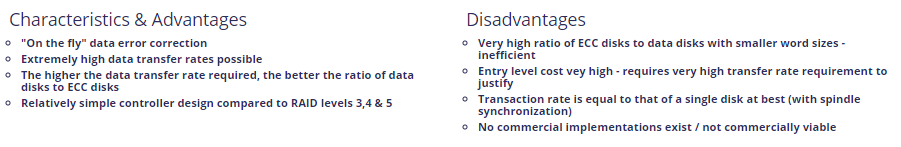 Characteristics & Advantages
"On the fly" data error correction
Extremely high data transfer rates possible
The higher the data transfer rate required, the better the ratio of data
disks to ECC disks
Relatively simple controller design compared to RAID levels 3,4 & 5
Disadvantages
Very high ratio of ECC disks to data disks with smaller word sizes -
inefficient
Entry level cost vey high - requires very high transfer rate requirement to
justify
Transaction rate is equal to that of a single disk at best (with spindle
synchronization)
No commercial implementations exist / not commercially viable